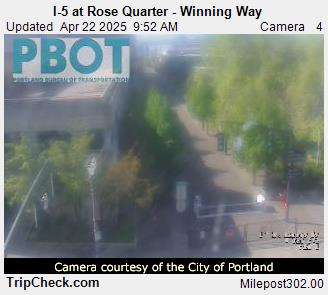 I-5 at Rose Quarter - Winning Way
Updated Apr 22 2025 9:52 AM Camera 4
PBOT
PORTLAND BUREAU OF TRANSPORTATION
Camera courtesy of the City of Portland
TripCheck.com Milepost302.00